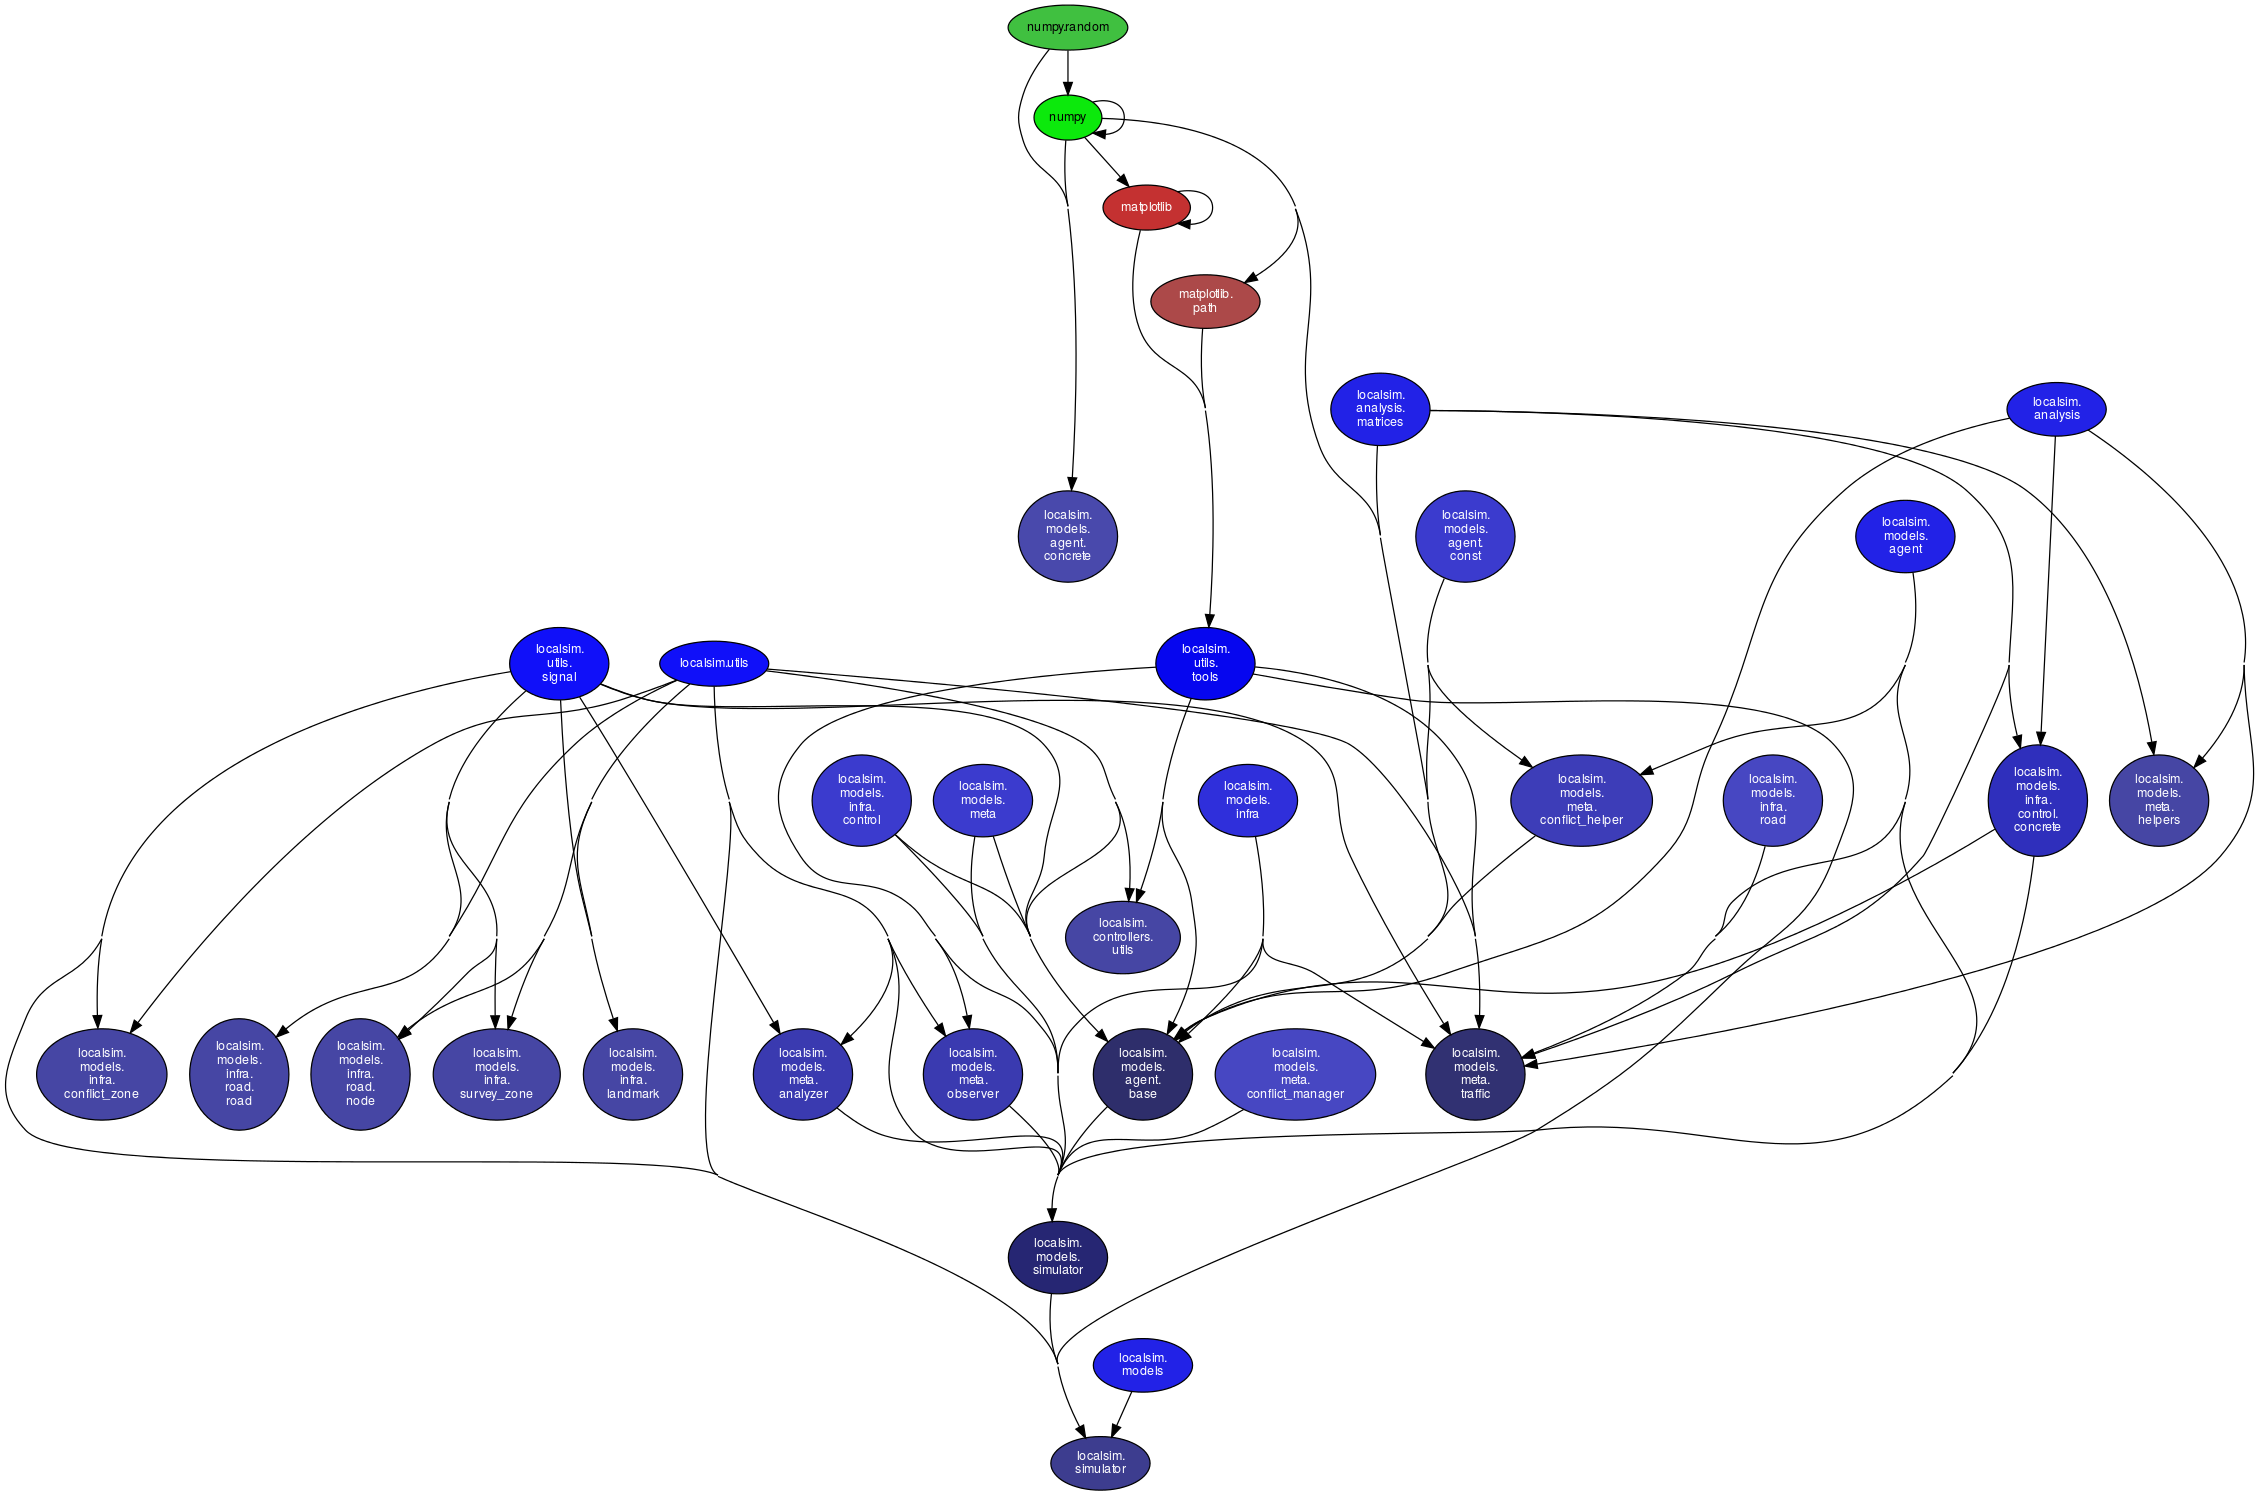 numpy.random
numpy
matplotlib
matplotlib.
path
localsim.
analysis.
matrices
localsim.
analysis
localsim.
models.
agent.
concrete
localsim.
models.
agent.
const
localsim.
models.
agent
localsim.
utils.
signal
localsim.utils
localsim.
utils.
tools
localsim.
models.
infra.
control
localsim.
models.
meta
localsim.
models.
infra
localsim.
models.
meta.
conflict_helper
localsim.
models.
infra.
road
localsim.
models.
infra.
control.
concrete
localsim.
models.
meta.
helpers
localsim.
controllers.
utils
localsim.
models.
infra.
conflict_zone
localsim.
models.
infra.
road.
road
localsim.
models.
infra.
road.
node
localsim.
models.
infra.
survey_zone
localsim.
models.
infra.
landmark
localsim.
models.
meta.
analyzer
localsim.
models.
meta.
observer
localsim.
models.
agent.
base
localsim.
models.
meta.
conflict_manager
localsim.
models.
meta.
traffic
localsim.
models.
simulator
localsim.
models
localsim.
simulator